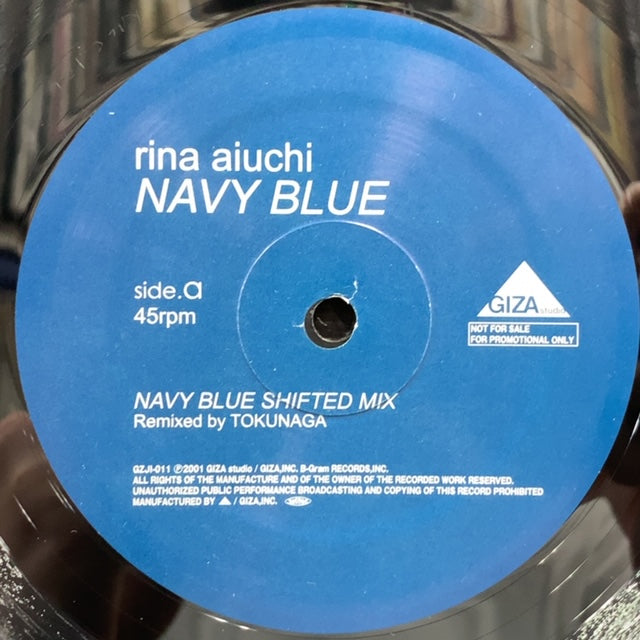 rina aiuchi
NAVY BLUE
side.a
45rpm
GIZA studio
NOT FOR SALE
FOR PROMOTIONAL ONLY
NAVY BLUE SHIFTED MIX
Remixed by TOKUNAGA
GZJI-011 ℗2001 GIZA studio / GIZA,INC. B-Gram RECORDS,INC.
ALL RIGHTS OF THE MANUFACTURE AND OF THE OWNER OF THE RECORDED WORK RESERVED.
UNAUTHORIZED PUBLIC PERFORMANCE BROADCASTING AND COPYING OF THIS RECORD PROHIBITED
MANUFACTURED BY / GIZA,INC.